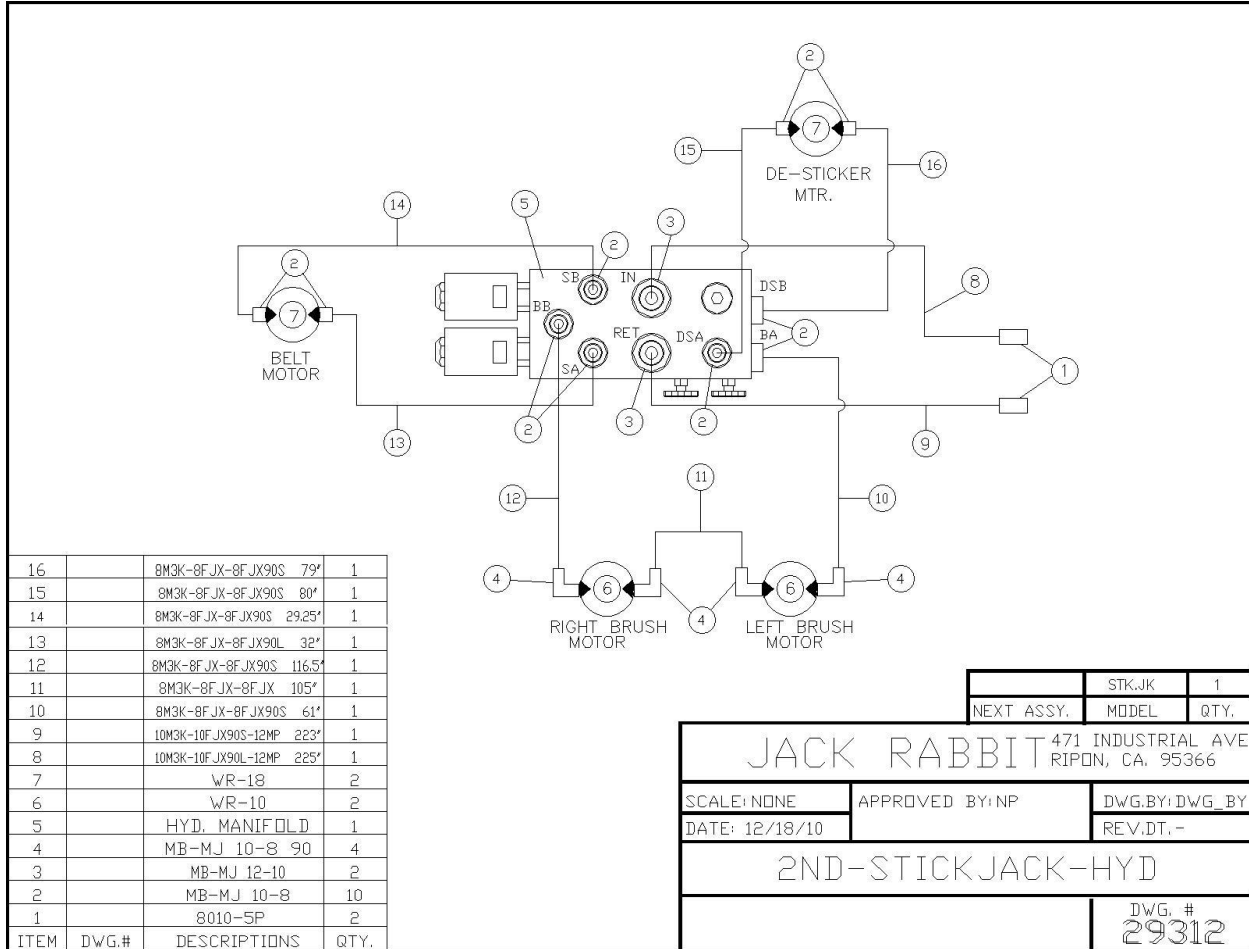 2
7
15
16
DE-STICKER
MTR.
14
5
2
3
8
2
SB
IN
DSB
7
BB
RET
DSA
BA
2
BELT
MOTOR
SA
1
2
3
2
13
9
12
11
10
4
6
4
6
4
RIGHT BRUSH
MOTOR
LEFT BRUSH
MOTOR
16 8M3K-8FJX-8FJX90S 79" 1
15 8M3K-8FJX-8FJX90S 80" 1
14 8M3K-8FJX-8FJX90S 29.25" 1
13 8M3K-8FJX-8FJX90L 32" 1
12 8M3K-8FJX-8FJX90S 116.5" 1
11 8M3K-8FJX-8FJX 105" 1
10 8M3K-8FJX-8FJX90S 61" 1
9 10M3K-10FJX90S-12MP 223" 1
8 10M3K-10FJX90L-12MP 225" 1
7 WR-18 2
6 WR-10 2
5 HYD. MANIFOLD 1
4 MB-MJ 10-8 90 4
3 MB-MJ 12-10 2
2 MB-MJ 10-8 10
1 8010-5P 2
ITEM DWG.# DESCRIPTIONS QTY.
STK.JK 1
NEXT ASSY. MODEL QTY.
JACK RABBIT
471 INDUSTRIAL AVE
RIPON, CA. 95366
SCALE: NONE APPROVED BY: NP DWG.BY: DWG_BY
DATE: 12/18/10 REV.DT. -
2ND-STICKJACK-HYD
DWG. #
29312